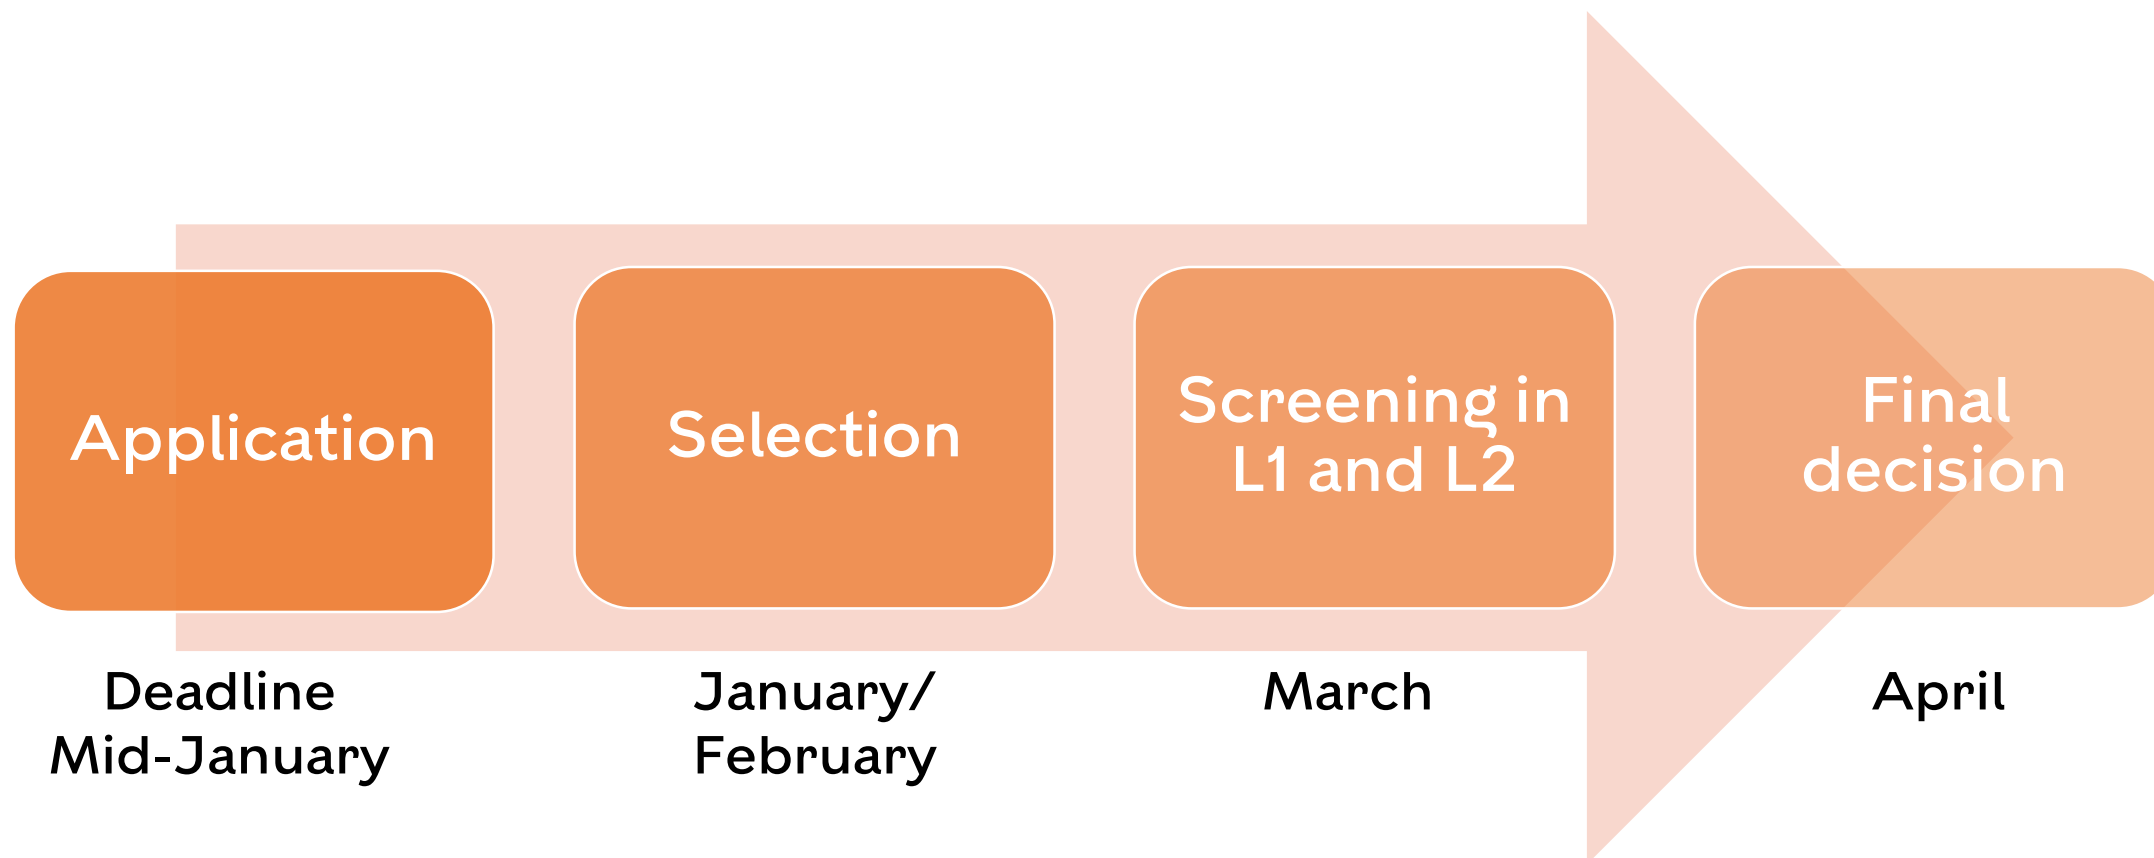 Application
Selection
Screening in
L1 and L2
Final
decision
Deadline
Mid-January
January/
February
March
April